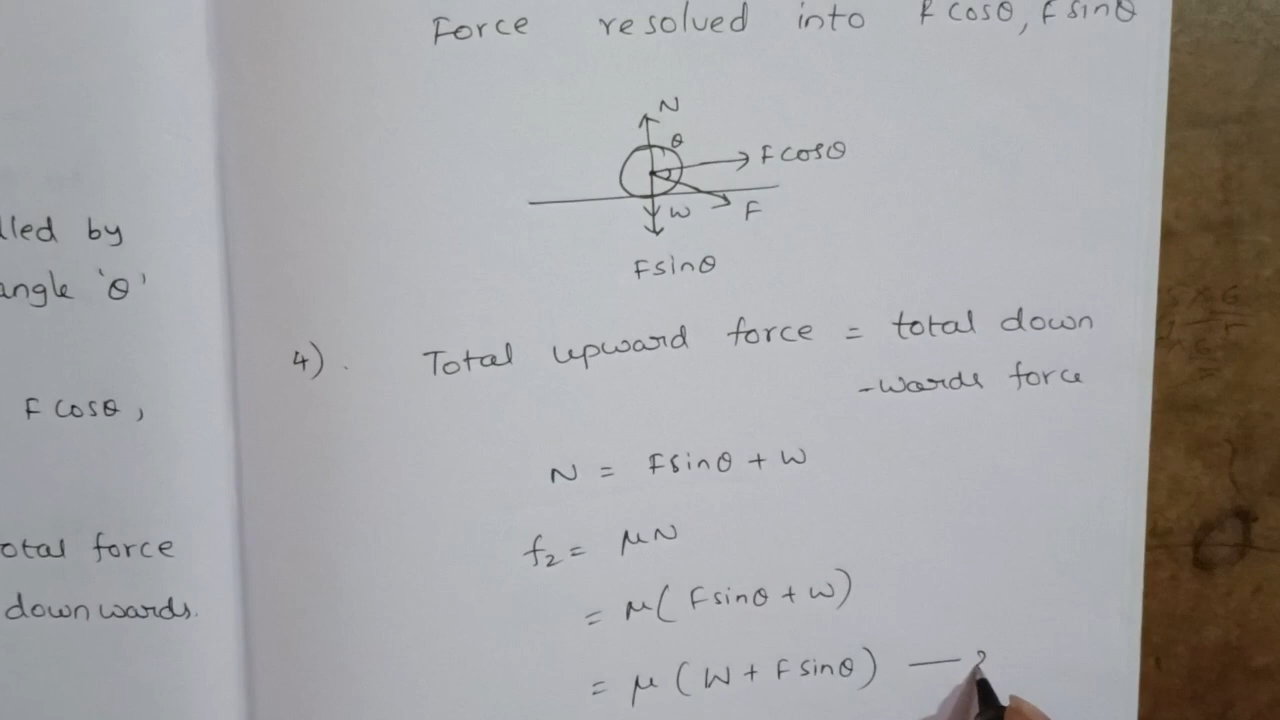 lled by
angle 'θ'
F cosθ,
otal force
downwards.
Force resolved into F cosθ, F sinθ
N
θ
F cosθ
W
F
F sinθ
4). Total upward force = total down
-wards force
N = F sinθ + W
f₂ = μN
= μ( F sinθ + W)
= μ ( W + F sinθ) —